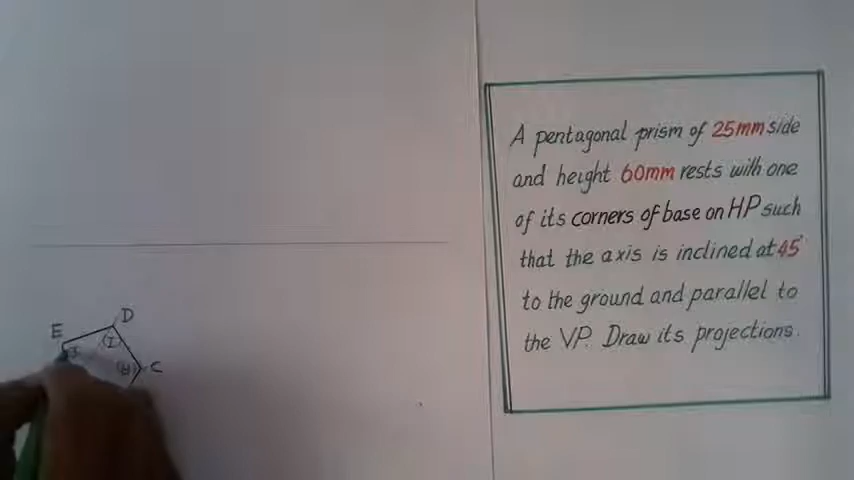 A pentagonal prism of 25mm side
and height 60mm rests with one
of its corners of base on HP such
that the axis is inclined at 45°
to the ground and parallel to
the VP. Draw its projections.
E
D
(I)
(H)
C